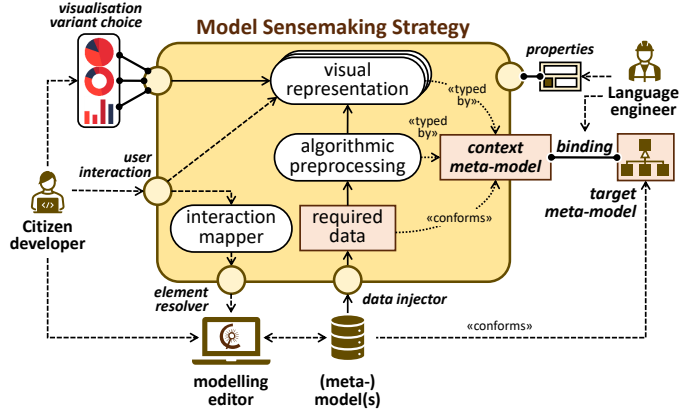 visualisation
variant choice
Model Sensemaking Strategy
visual
representation
properties
Language
engineer
«typed
by»
«typed
by»
algorithmic
preprocessing
context
meta-model
binding
user
interaction
target
meta-model
Citizen
developer
interaction
mapper
required
data
«conforms»
element
resolver
data injector
«conforms»
modelling
editor
(meta-)
model(s)